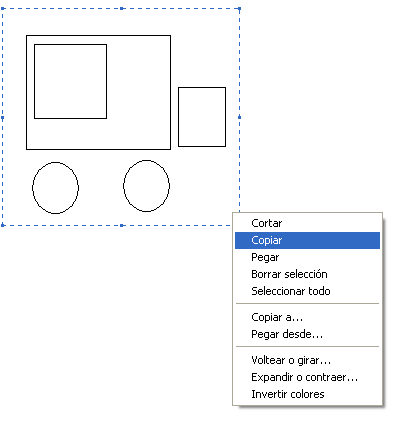 Cortar
Copiar
Pegar
Borrar selección
Seleccionar todo
Copiar a...
Pegar desde...
Voltear o girar...
Expandir o contraer...
Invertir colores